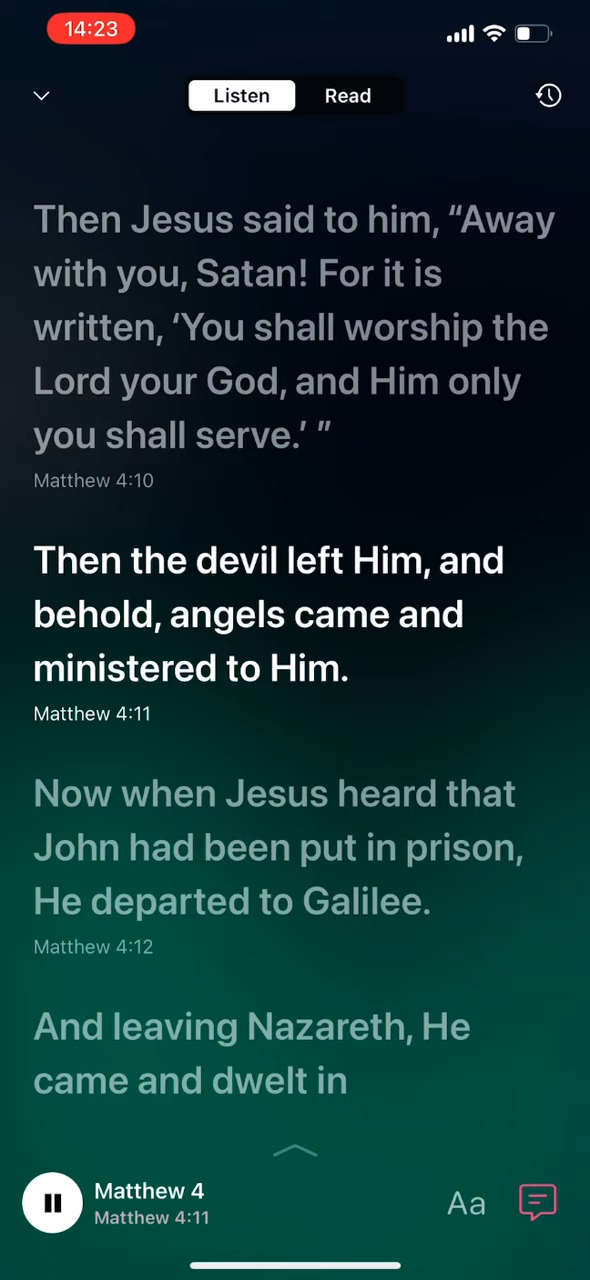 14:23
Listen
Read
Then Jesus said to him, “Away
with you, Satan! For it is
written, ‘You shall worship the
Lord your God, and Him only
you shall serve.’ ”
Matthew 4:10
Then the devil left Him, and
behold, angels came and
ministered to Him.
Matthew 4:11
Now when Jesus heard that
John had been put in prison,
He departed to Galilee.
Matthew 4:12
And leaving Nazareth, He
came and dwelt in
Matthew 4
Matthew 4:11
Aa